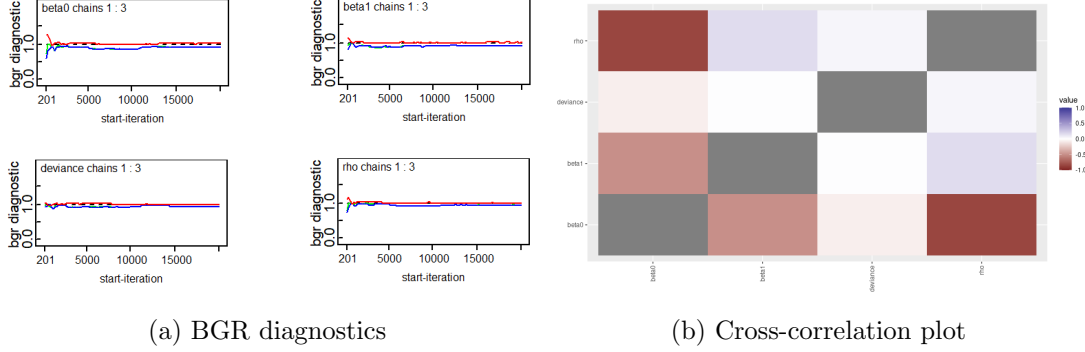 beta0 chains 1 : 3
bgr diagnostic
0.0 1.0
201 5000 10000 15000
start-iteration
beta1 chains 1 : 3
bgr diagnostic
0.0 1.0
201 5000 10000 15000
start-iteration
deviance chains 1 : 3
bgr diagnostic
0.0 1.0
201 5000 10000 15000
start-iteration
rho chains 1 : 3
bgr diagnostic
0.0 1.0
201 5000 10000 15000
start-iteration
(a) BGR diagnostics
rho
deviance
beta1
beta0
beta0 beta1 deviance rho
value
1.0
0.5
0.0
-0.5
-1.0
(b) Cross-correlation plot